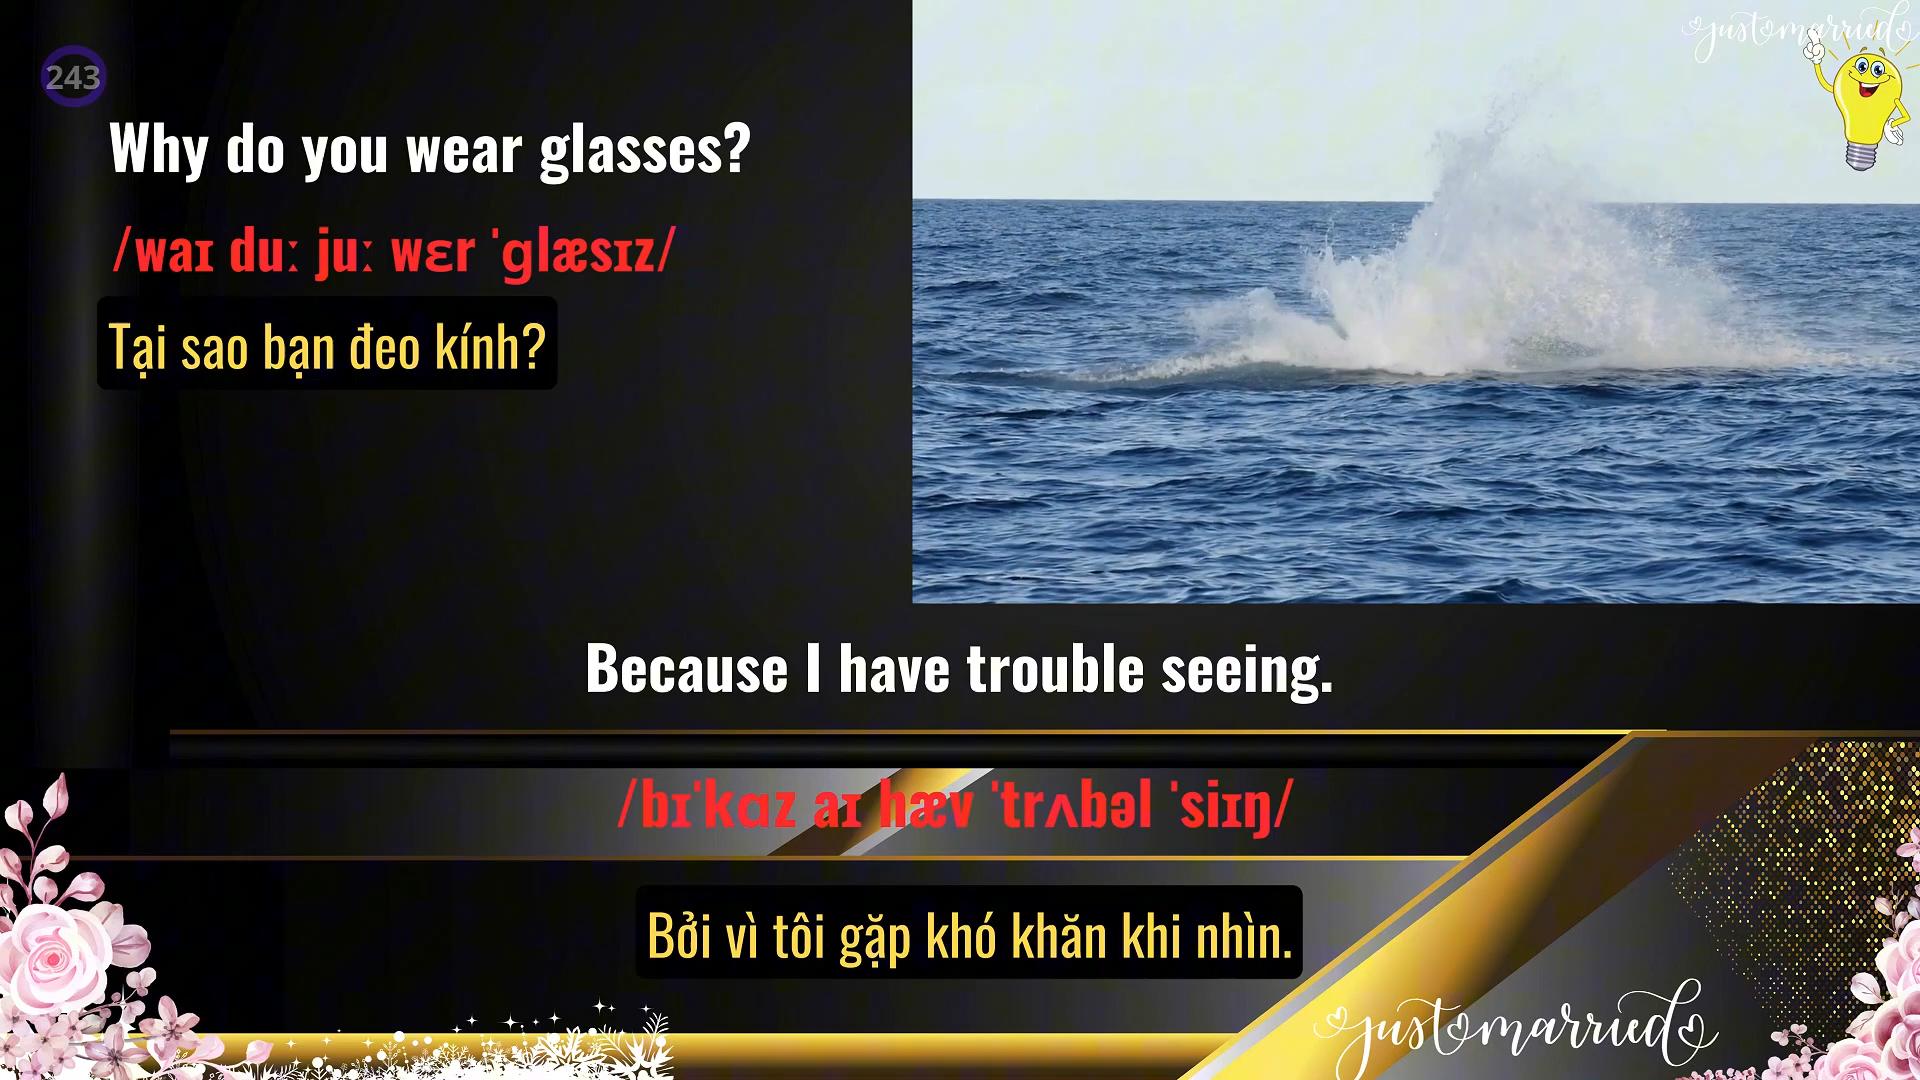 justmarried
243
Why do you wear glasses?
/waɪ duː juː wɛr ˈɡlæsɪz/
Tại sao bạn đeo kính?
Because I have trouble seeing.
/bɪˈkɑz aɪ hæv ˈtrʌbəl ˈsiɪŋ/
Bởi vì tôi gặp khó khăn khi nhìn.
justmarried